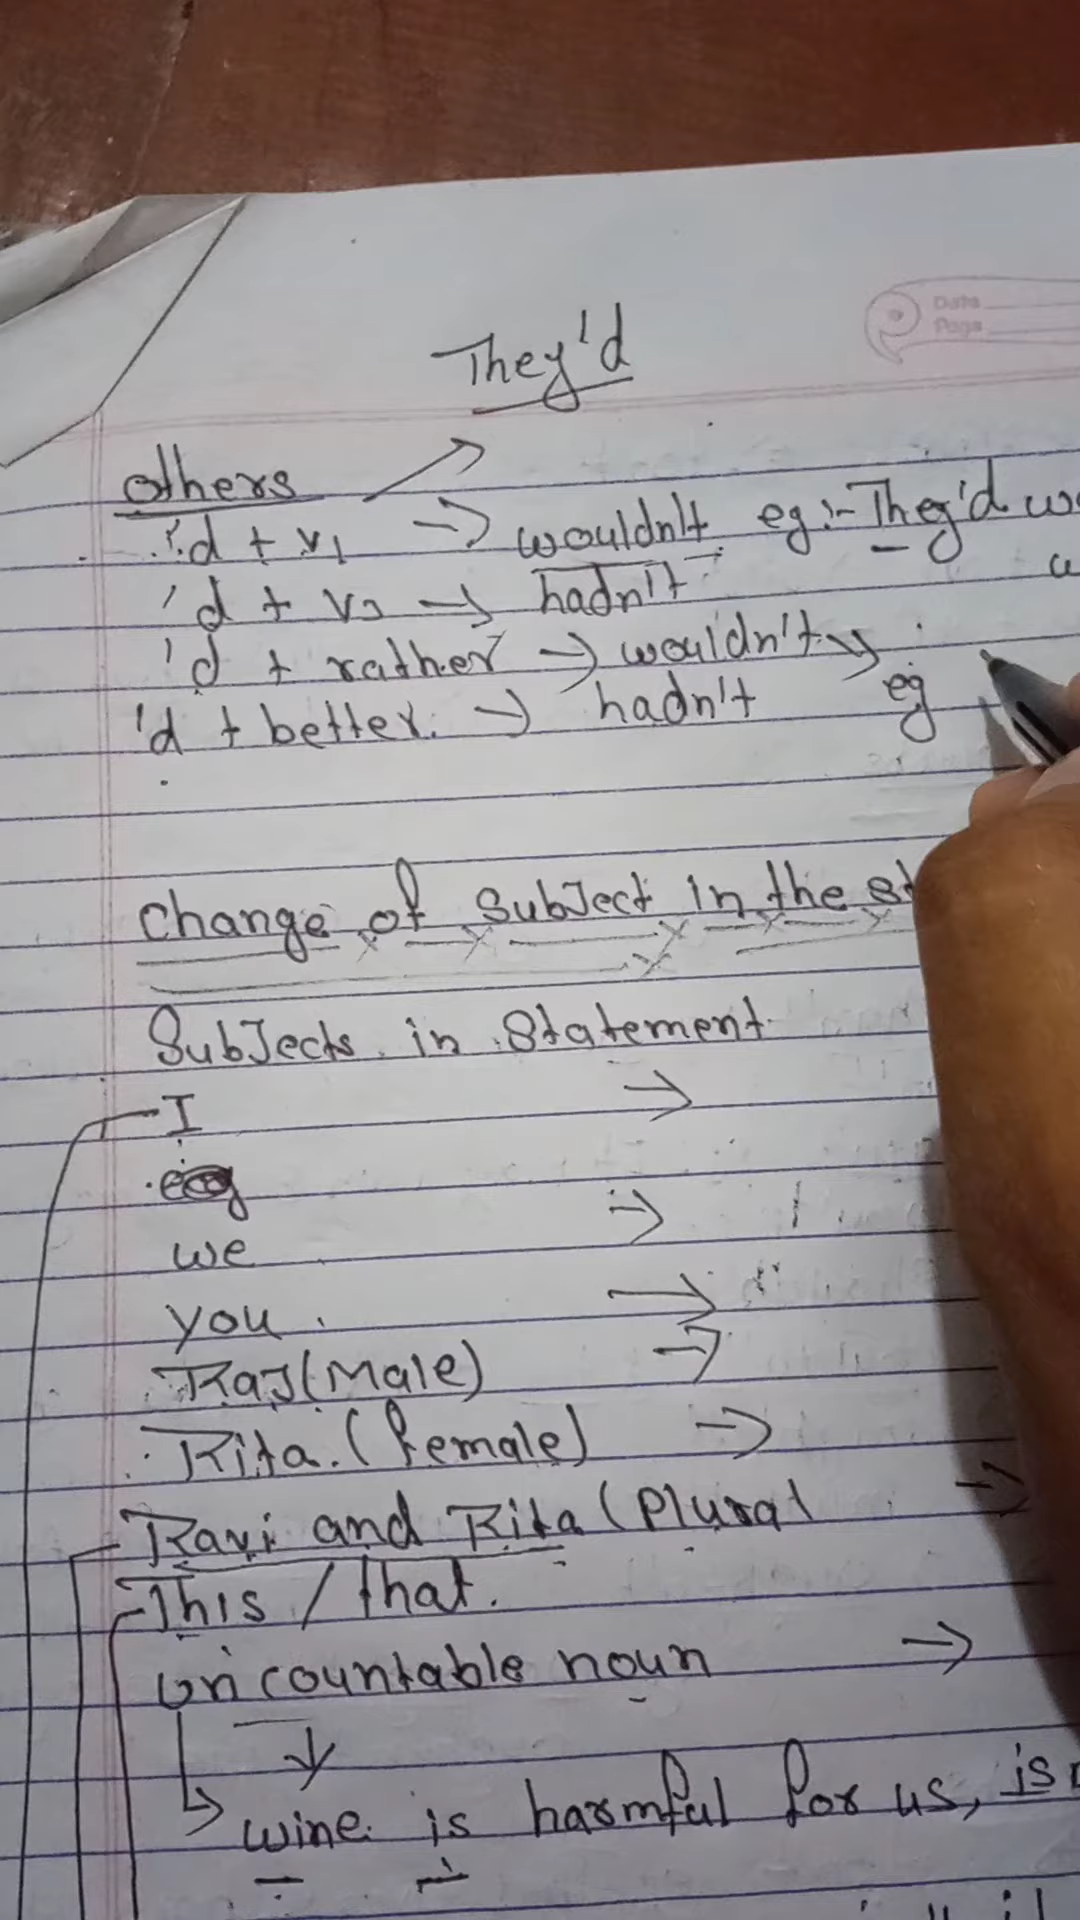 Date
Page
They'd
others
'd + v1 → wouldn't eg:- They'd
'd + v3 → hadn't
'd + rather → wouldn't
'd + better. → hadn't eg
Change of Subject in the
Subjects in Statement
I →
we →
you. →
Raj (Male) →
Rita. (female) →
Ravi and Rita (Plural →
This / that.
Uncountable noun →
↓
↳ wine is harmful for us,